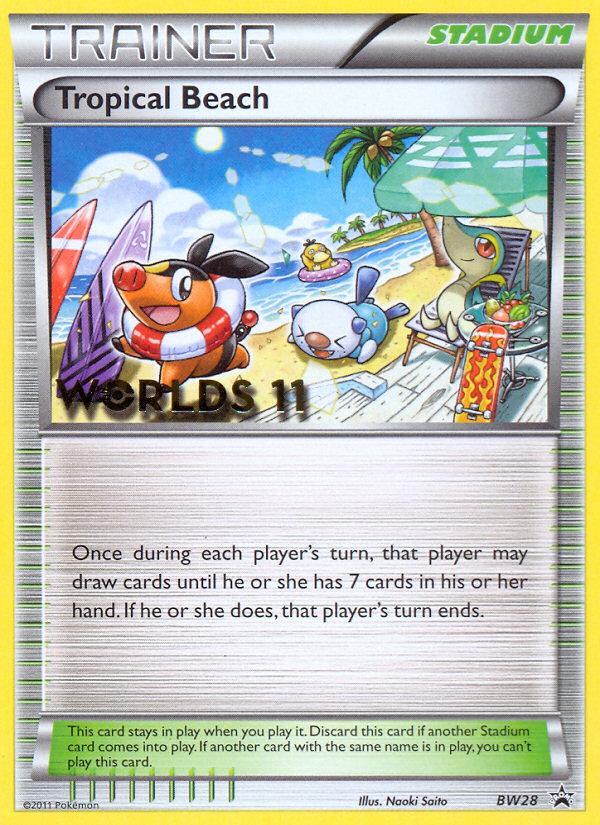 TRAINER
STADIUM
Tropical Beach
WORLDS 11
Once during each player's turn, that player may
draw cards until he or she has 7 cards in his or her
hand. If he or she does, that player's turn ends.
This card stays in play when you play it. Discard this card if another Stadium
card comes into play. If another card with the same name is in play, you can't
play this card.
©2011 Pokémon
Illus. Naoki Saito
BW28
PROMO